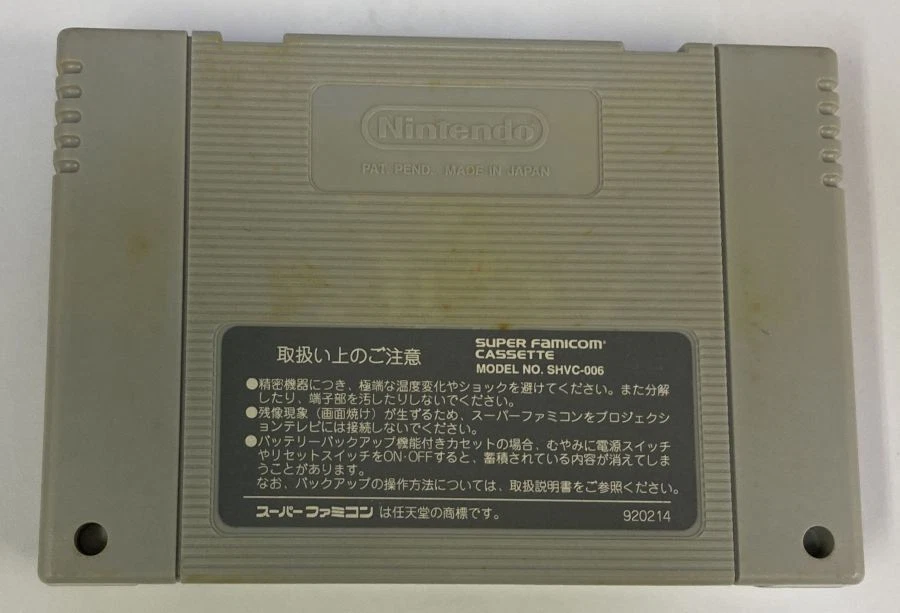 Nintendo
PAT. PEND. MADE IN JAPAN
取扱い上のご注意
SUPER FAMICOM
CASSETTE
MODEL NO. SHVC-006
●精密機器につき、極端な温度変化やショックを避けてください。また分解
したり、端子部を汚したりしないでください。
●残像現象（画面焼け）が生ずるため、スーパーファミコンをプロジェクシ
ョンテレビには接続しないでください。
●バッテリーバックアップ機能付きカセットの場合、むやみに電源スイッチ
やリセットスイッチをON·OFFすると、蓄積されている内容が消えてしま
うことがあります。
なお、バックアップの操作方法については、取扱説明書をご参照ください。
スーパーファミコン は任天堂の商標です。
920214